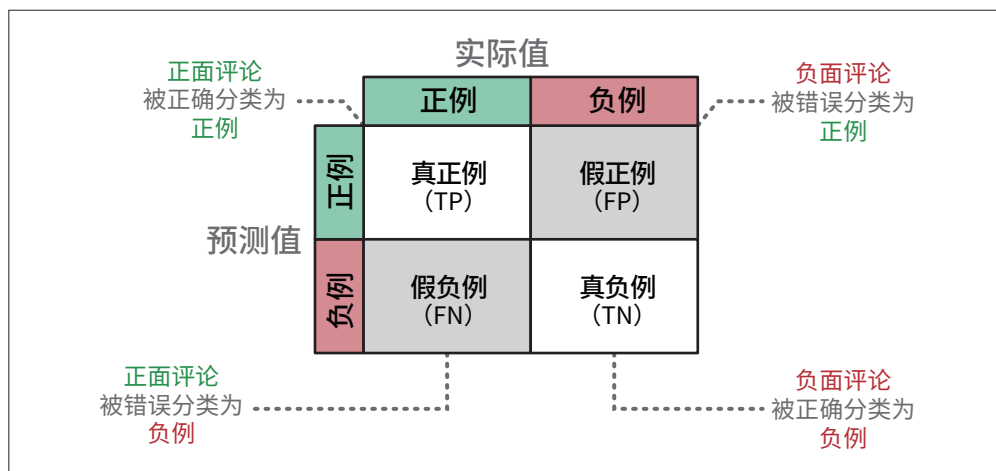 实际值
正面评论
被正确分类为
正例
正例
负例
负面评论
被错误分类为
正例
预测值
正例
真正例
（TP）
假正例
（FP）
负例
假负例
（FN）
真负例
（TN）
正面评论
被错误分类为
负例
负面评论
被正确分类为
负例